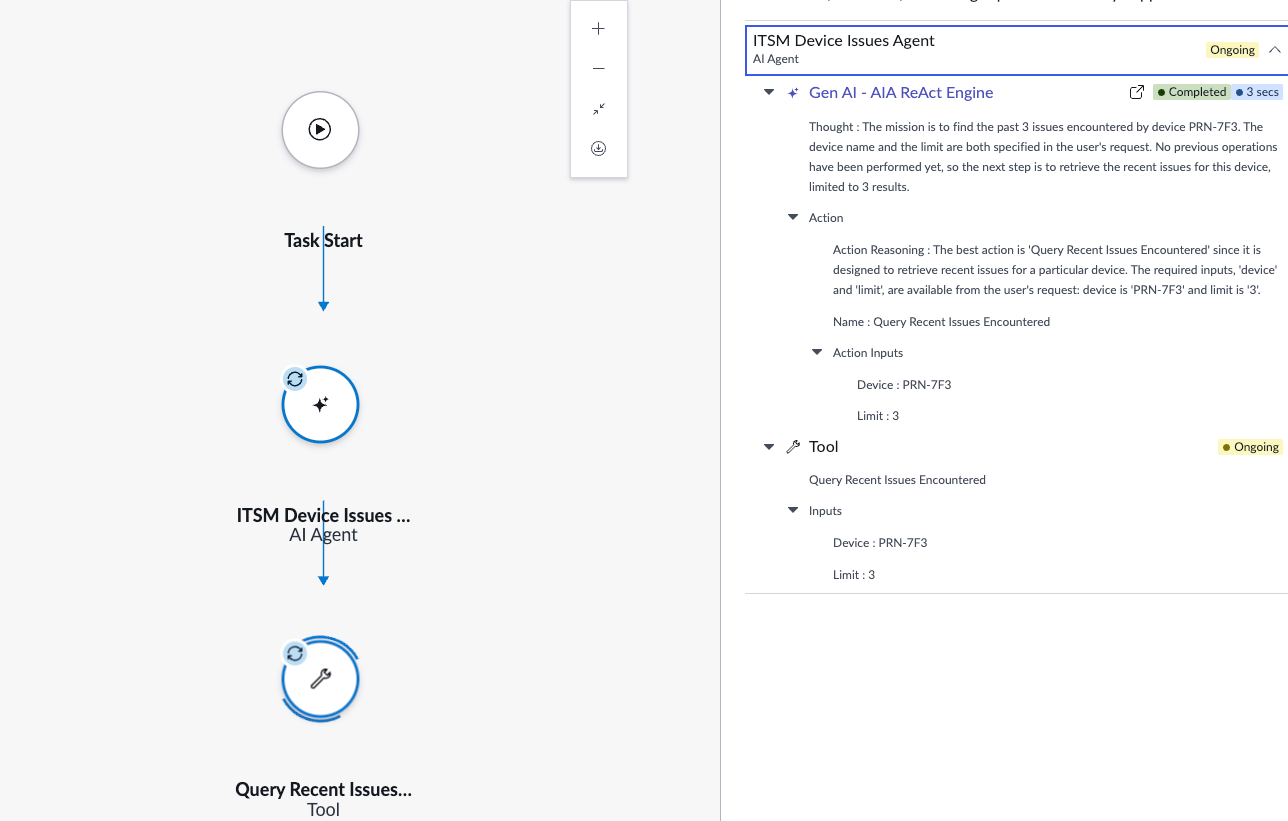 Task Start
ITSM Device Issues ...
AI Agent
Query Recent Issues...
Tool
ITSM Device Issues Agent
AI Agent
Ongoing
Gen AI - AIA ReAct Engine
Completed
3 secs
Thought : The mission is to find the past 3 issues encountered by device PRN-7F3. The
device name and the limit are both specified in the user's request. No previous operations
have been performed yet, so the next step is to retrieve the recent issues for this device,
limited to 3 results.
Action
Action Reasoning : The best action is 'Query Recent Issues Encountered' since it is
designed to retrieve recent issues for a particular device. The required inputs, 'device'
and 'limit', are available from the user's request: device is 'PRN-7F3' and limit is '3'.
Name : Query Recent Issues Encountered
Action Inputs
Device : PRN-7F3
Limit : 3
Tool
Ongoing
Query Recent Issues Encountered
Inputs
Device : PRN-7F3
Limit : 3